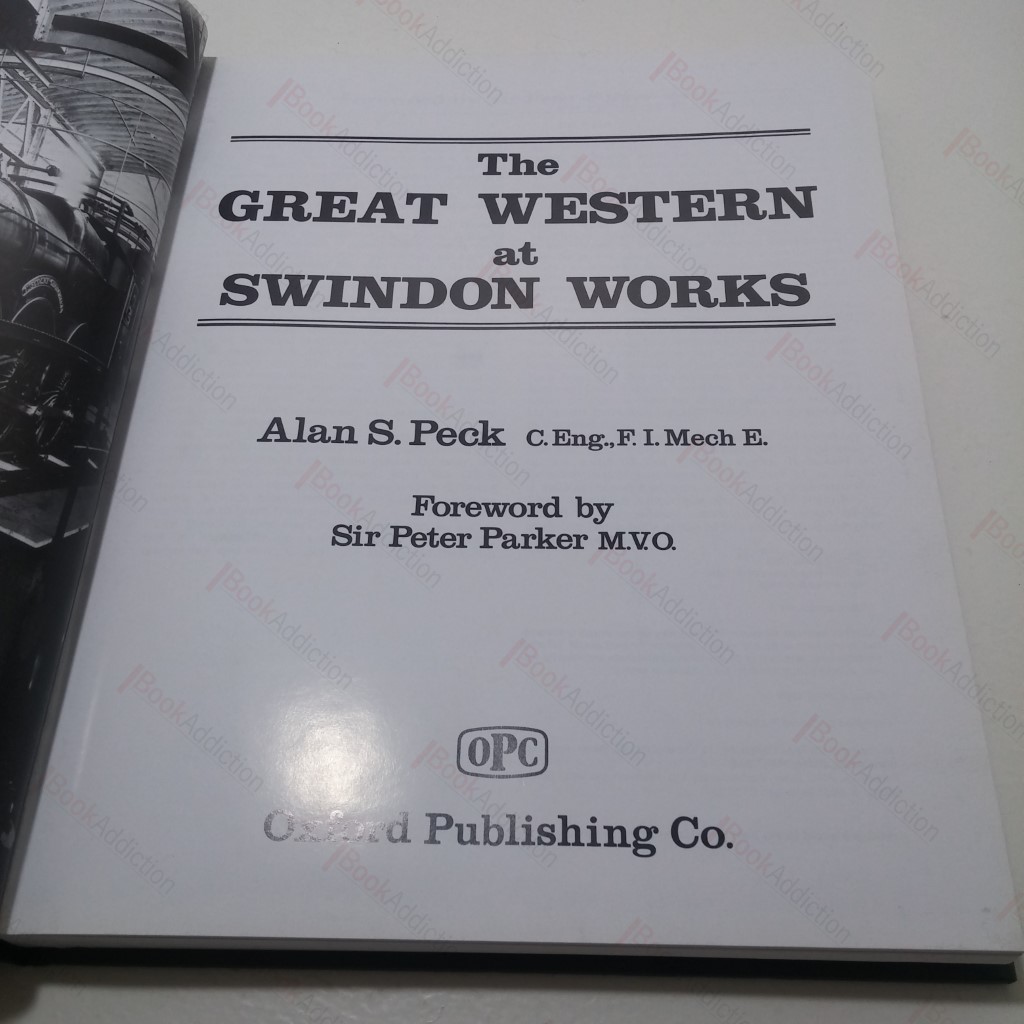 The
GREAT WESTERN
at
SWINDON WORKS
Alan S. Peck C. Eng., F. I. Mech E.
Foreword by
Sir Peter Parker M.V.O.
OPC
Oxford Publishing Co.
BookAddiction